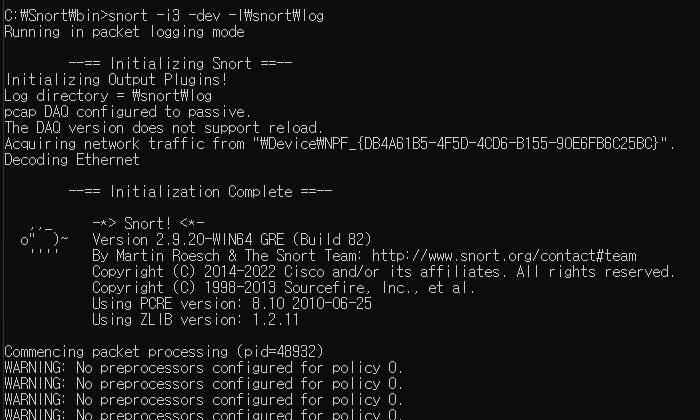 C:₩Snort₩bin>snort -i3 -dev -l₩snort₩log
Running in packet logging mode
--== Initializing Snort ==--
Initializing Output Plugins!
Log directory = ₩snort₩log
pcap DAQ configured to passive.
The DAQ version does not support reload.
Acquiring network traffic from "₩Device₩NPF_{DB4A61B5-4F5D-4CD6-B155-90E6FB6C25BC}".
Decoding Ethernet
--== Initialization Complete ==--
,,_     -*> Snort! <*-
o"  )~   Version 2.9.20-WIN64 GRE (Build 82)
''''    By Martin Roesch & The Snort Team: http://www.snort.org/contact#team
Copyright (C) 2014-2022 Cisco and/or its affiliates. All rights reserved.
Copyright (C) 1998-2013 Sourcefire, Inc., et al.
Using PCRE version: 8.10 2010-06-25
Using ZLIB version: 1.2.11
Commencing packet processing (pid=48932)
WARNING: No preprocessors configured for policy 0.
WARNING: No preprocessors configured for policy 0.
WARNING: No preprocessors configured for policy 0.
WARNING: No preprocessors configured for policy 0.